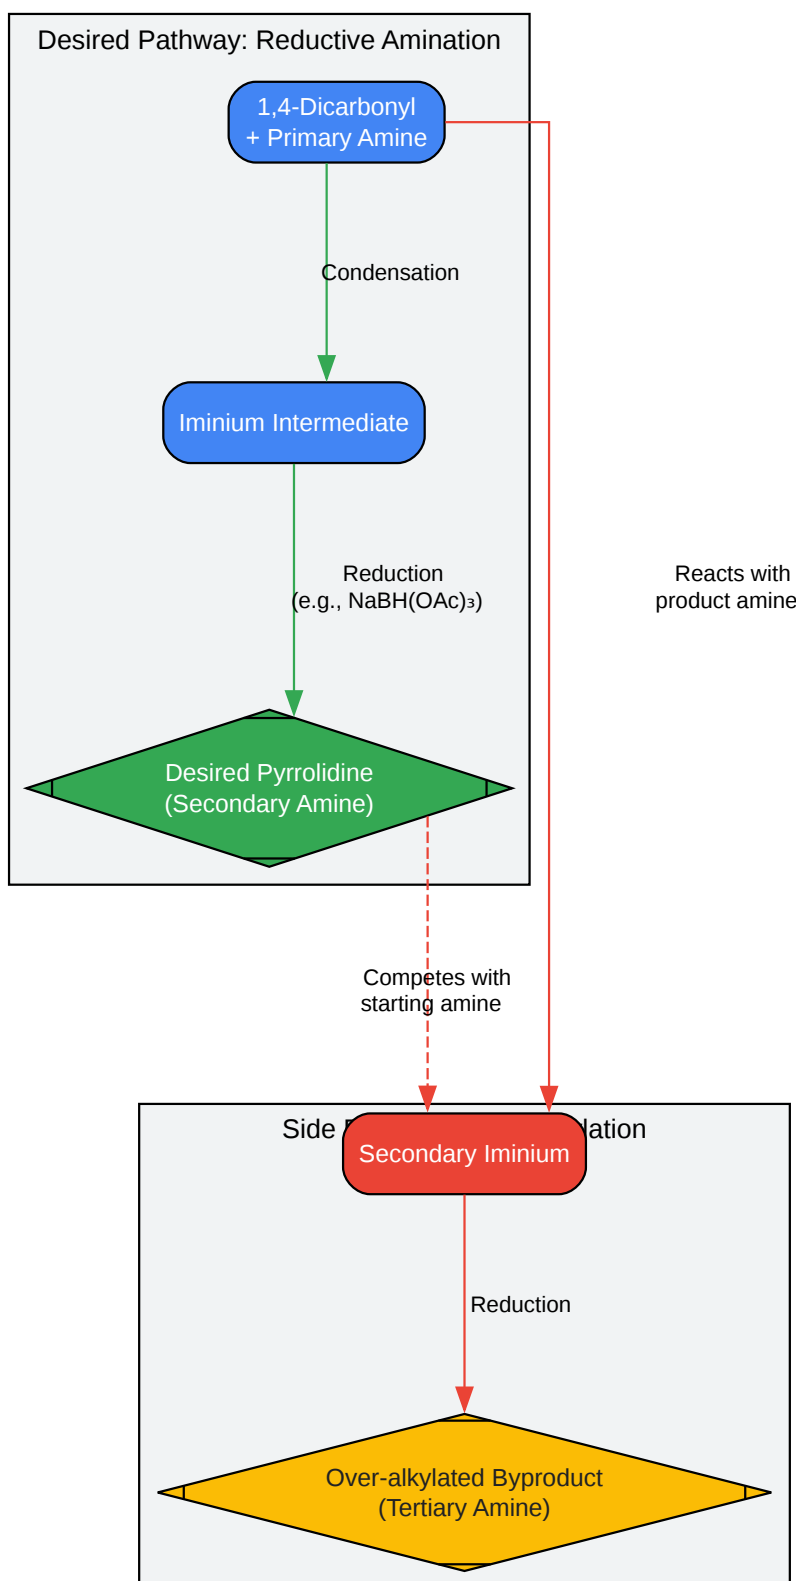 Desired Pathway: Reductive Amination
1,4-Dicarbonyl
+ Primary Amine
Condensation
Iminium Intermediate
Reduction
(e.g., NaBH(OAc)₃)
Reacts with
product amine
Desired Pyrrolidine
(Secondary Amine)
Competes with
starting amine
Side
Secondary Iminium
Reduction
Over-alkylated Byproduct
(Tertiary Amine)